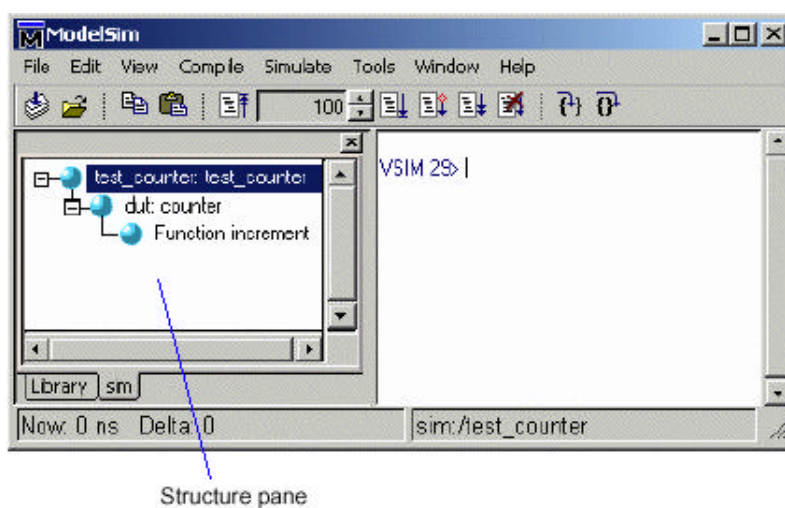 ModelSim
File Edit View Compile Simulate Tools Window Help
100
test_counter: test_counter
dut: counter
Function increment
VSIM 29>
Library sim
Now: 0 ns Delta: 0
sim:/test_counter
Structure pane